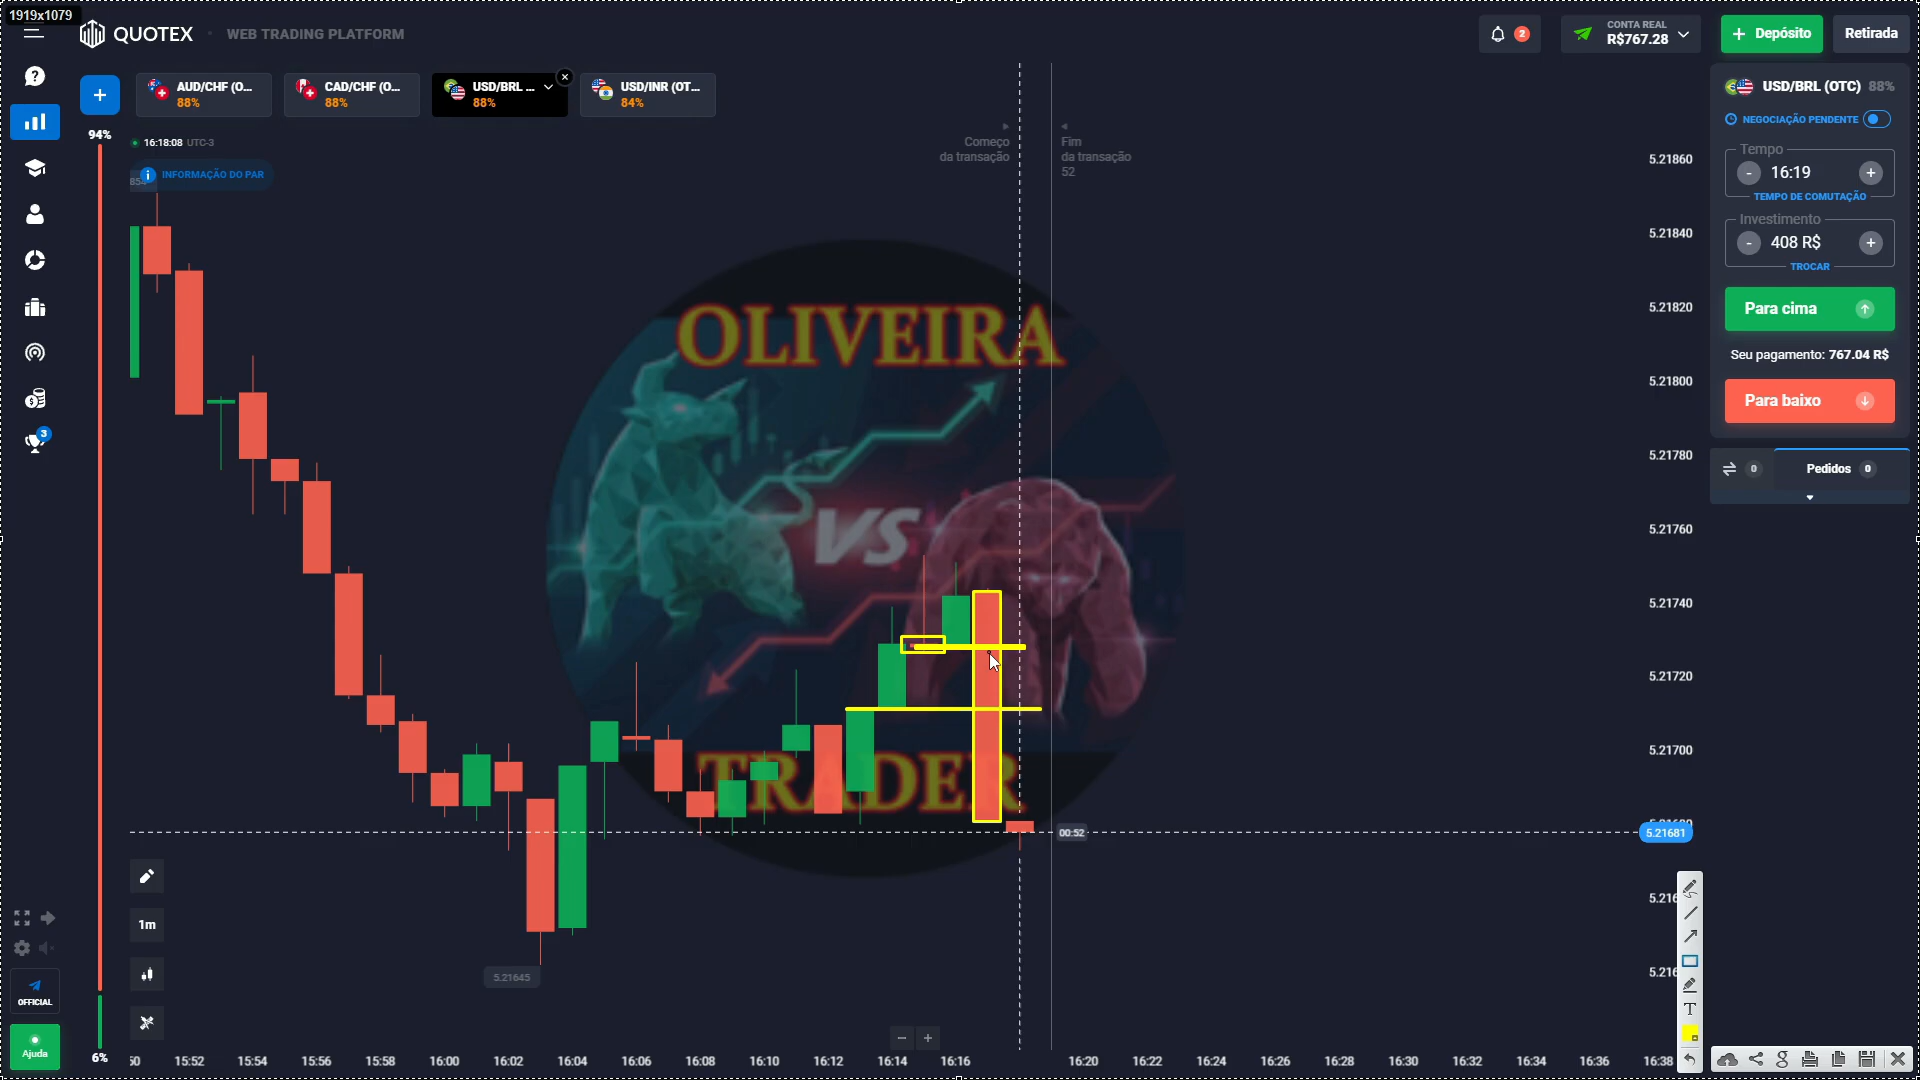 1919x1079
QUOTEX
WEB TRADING PLATFORM
2
CONTA REAL
R$767.28
+ Depósito
Retirada
+
AUD/CHF (O...
88%
CAD/CHF (O...
88%
USD/BRL ...
88%
USD/INR (OT...
84%
94%
16:18:08 UTC-3
INFORMAÇÃO DO PAR
Começo
da transação
Fim
da transação
52
USD/BRL (OTC) 88%
NEGOCIAÇÃO PENDENTE
Tempo
- 16:19 +
TEMPO DE COMUTAÇÃO
Investimento
- 408 R$ +
TROCAR
Para cima
Seu pagamento: 767.04 R$
Para baixo
0
Pedidos 0
3
5.21860
5.21840
5.21820
5.21800
5.21780
5.21760
5.21740
5.21720
5.21700
5.21681
OLIVEIRA
VS
TRADER
00:52
5.21645
1m
OFFICIAL
Ajuda
6%
- +
T
:50
15:52
15:54
15:56
15:58
16:00
16:02
16:04
16:06
16:08
16:10
16:12
16:14
16:16
16:20
16:22
16:24
16:26
16:28
16:30
16:32
16:34
16:36
16:38
g